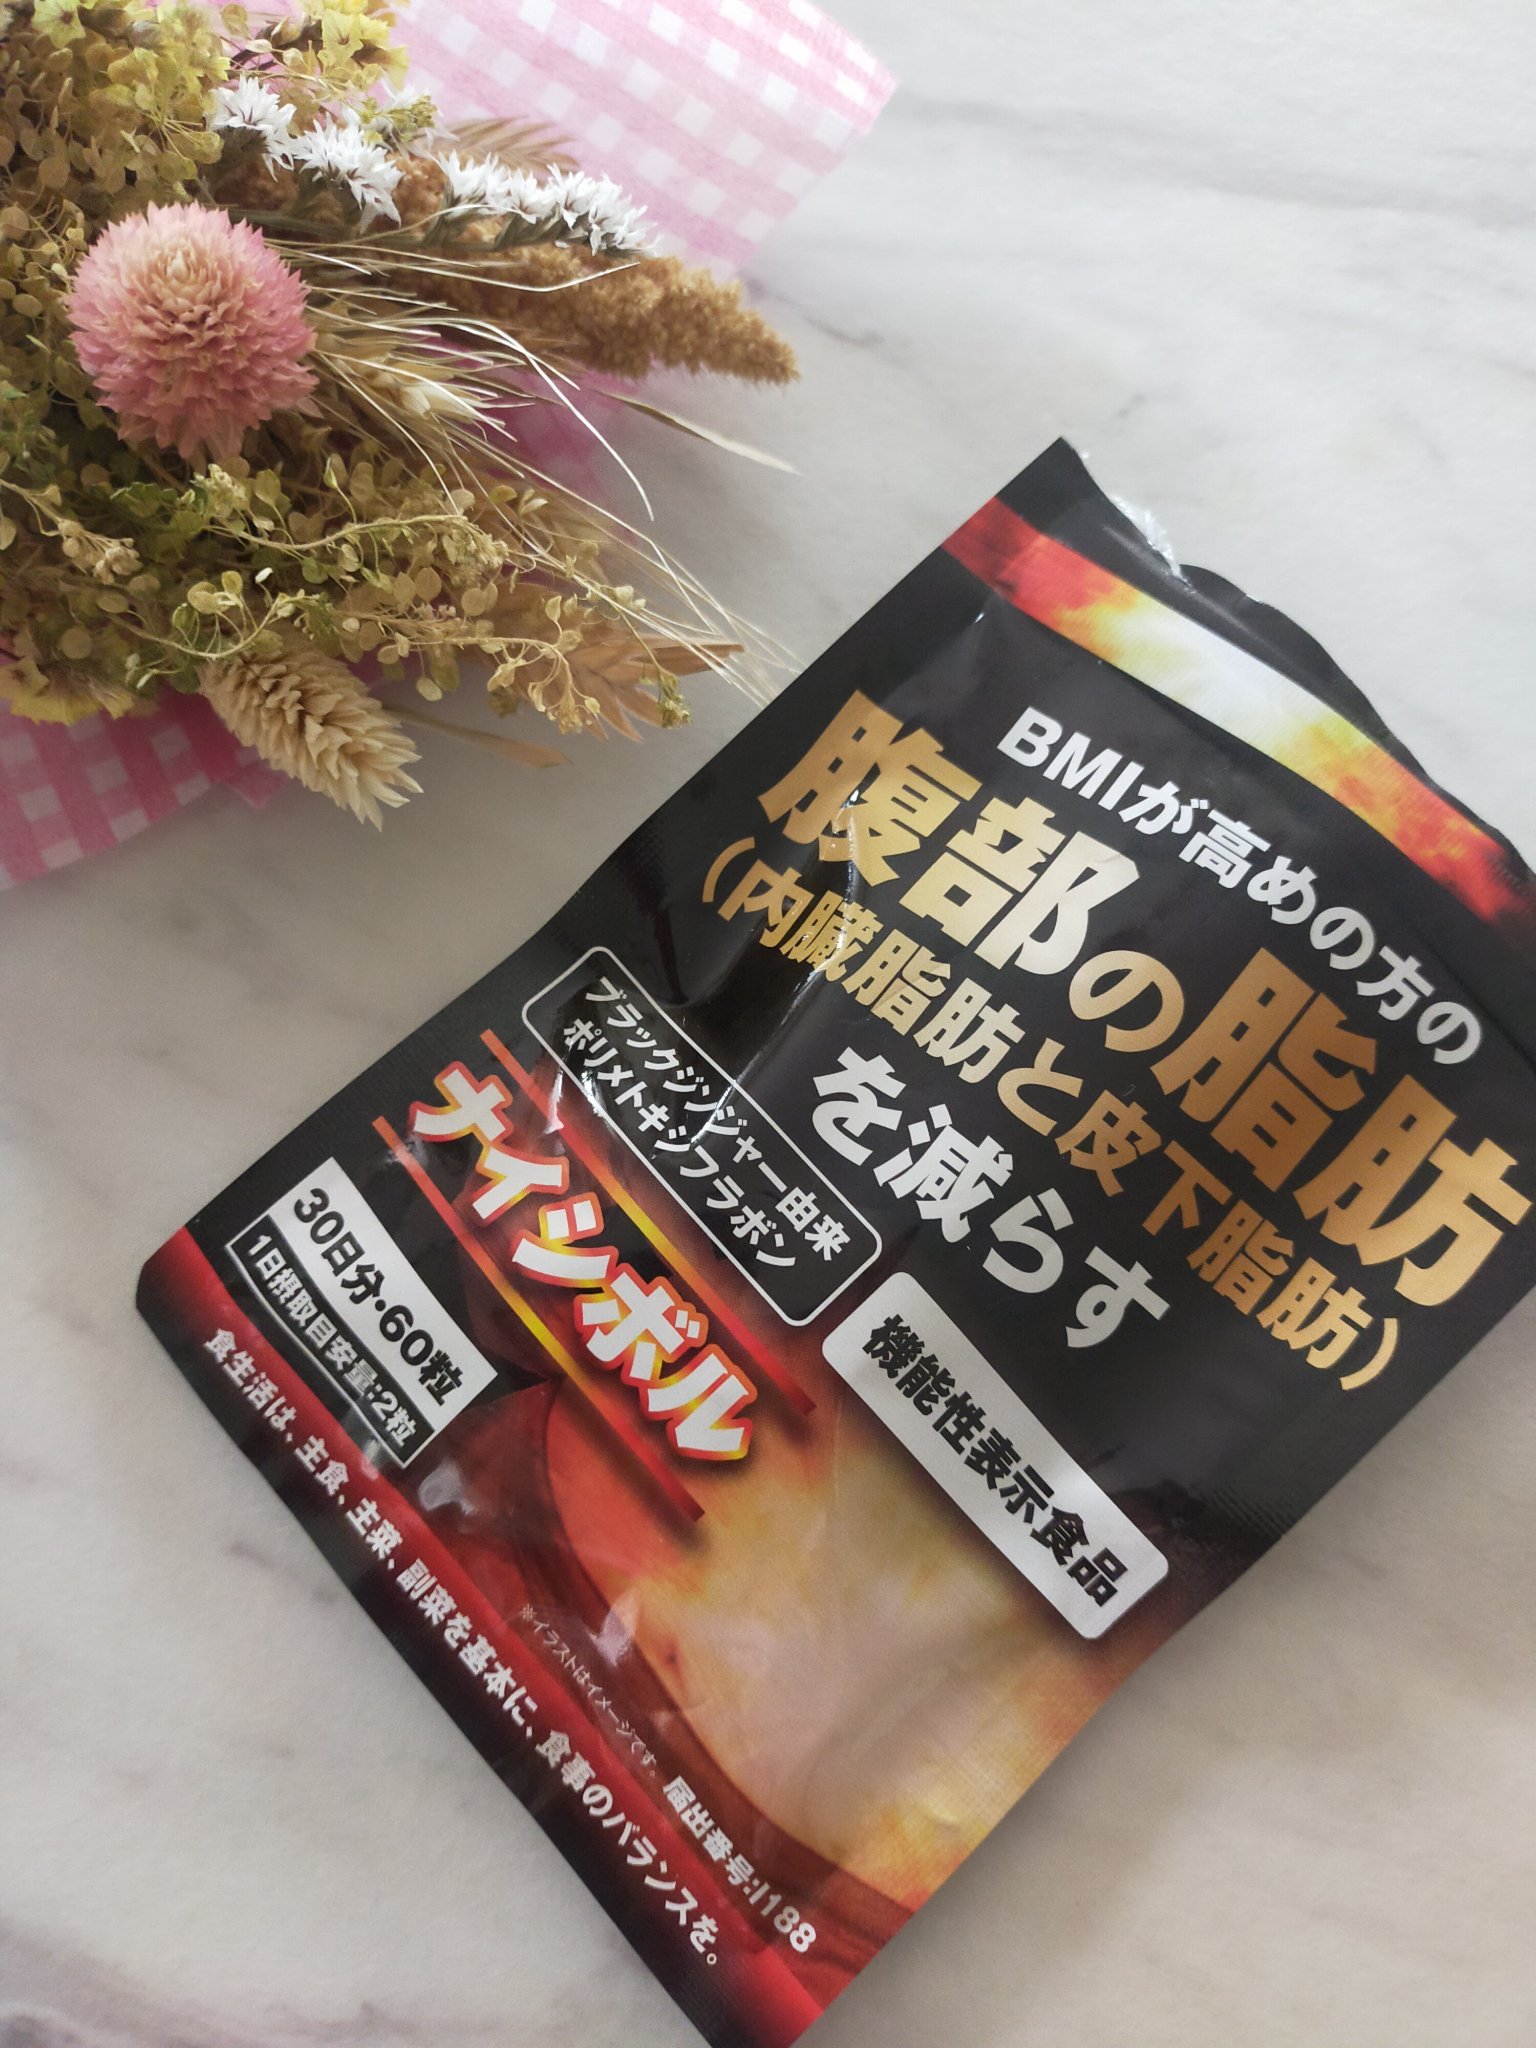 BMIが高めの方の
腹部の脂肪
（内臓脂肪と皮下脂肪）
を減らす
機能性表示食品
ブラックジンジャー由来
ポリメトキシフラボン
ナイシボル
30日分・60粒
1日摂取目安量:2粒
※イラストはイメージです。
届出番号:I188
食生活は、主食、主菜、副菜を基本に、食事のバランスを。